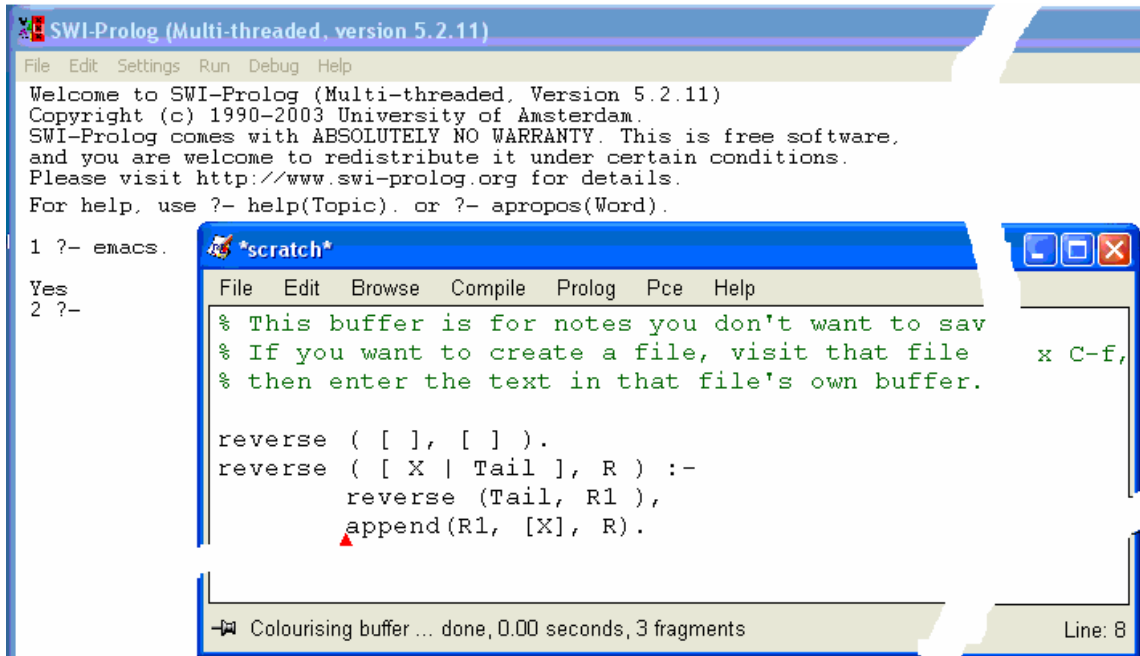 SWI-Prolog (Multi-threaded, version 5.2.11)
File Edit Settings Run Debug Help
Welcome to SWI-Prolog (Multi-threaded, Version 5.2.11)
Copyright (c) 1990-2003 University of Amsterdam.
SWI-Prolog comes with ABSOLUTELY NO WARRANTY. This is free software,
and you are welcome to redistribute it under certain conditions.
Please visit http://www.swi-prolog.org for details.
For help, use ?- help(Topic). or ?- apropos(Word).
1 ?- emacs.
Yes
2 ?-
*scratch*
File Edit Browse Compile Prolog Pce Help
% This buffer is for notes you don't want to sav
% If you want to create a file, visit that file x C-f,
% then enter the text in that file's own buffer.
reverse ( [ ], [ ] ).
reverse ( [ X | Tail ], R ) :-
reverse (Tail, R1 ),
append(R1, [X], R).
Colourising buffer ... done, 0.00 seconds, 3 fragments Line: 8